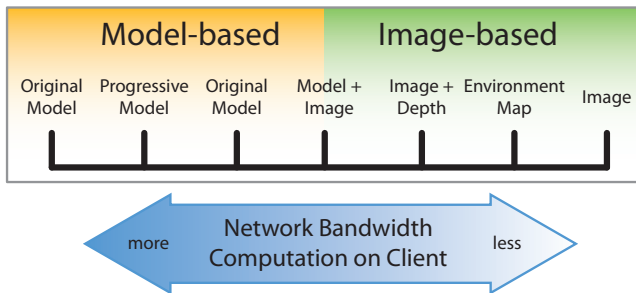 Model-based Image-based
Original Progressive Original Model + Image + Environment
Model Model Model Image Depth Map Image
more Network Bandwidth less
Computation on Client